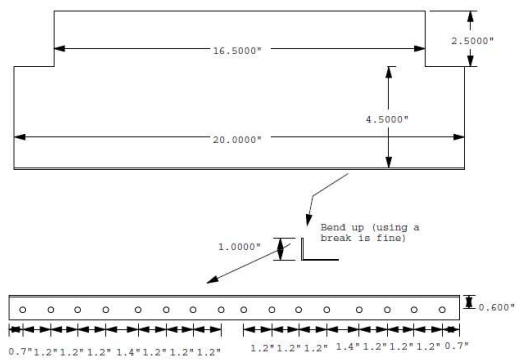 2.5000"
16.5000"
4.5000"
20.0000"
Bend up (using a
break is fine)
1.0000"
0.600"
0.7" 1.2" 1.2" 1.2" 1.4" 1.2" 1.2" 1.2" 1.2" 1.2" 1.2" 1.4" 1.2" 1.2" 1.2" 0.7"